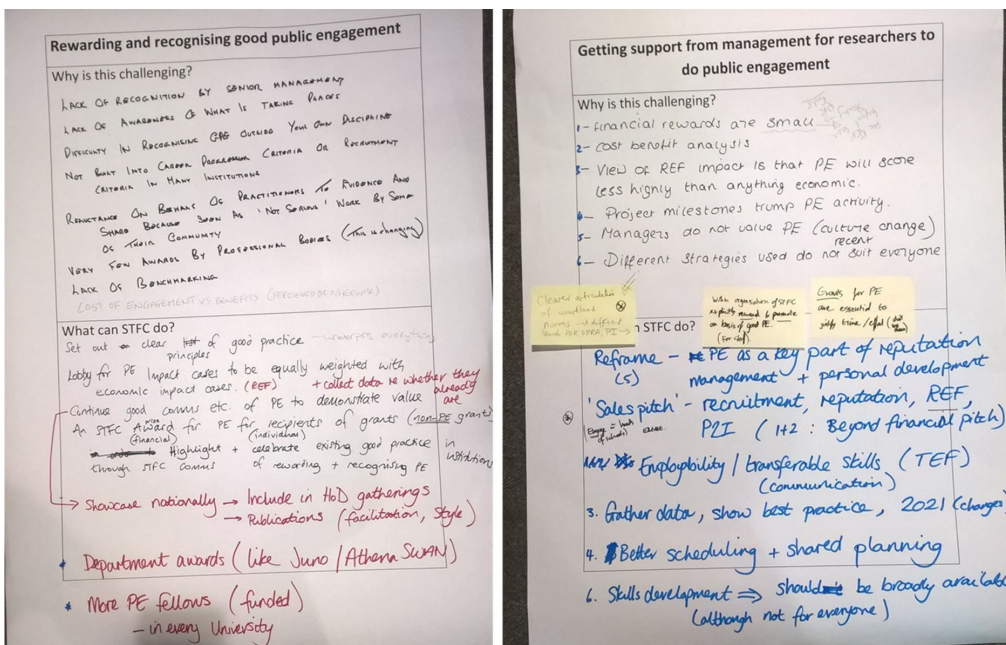 Rewarding and recognising good public engagement
Why is this challenging?
LACK OF RECOGNITION BY SENIOR MANAGEMENT
LACK OF AWARENESS OF WHAT IS TAKING PLACES
DIFFICULTY IN RECOGNISING GPE OUTSIDE YOUR OWN DISCIPLINE
NOT BUILT INTO CAREER PROGRESSION CRITERIA OR RECRUITMENT
CRITERIA IN MANY INSTITUTIONS
RELUCTANCE ON BEHALF OF PRACTITIONERS TO EVIDENCE AND
SHARE BECAUSE SEEN AS 'NOT SERIOUS' WORK BY SOME
OF THEIR COMMUNITY
VERY FEW AWARDS BY PROFESSIONAL BODIES (This is changing)
LACK OF BENCHMARKING
COST OF ENGAGEMENT VS BENEFITS (PERCEIVED OR OTHERWISE)
What can STFC do?
Set out clear of good practice - underpins everything
principles
Lobby for PE Impact cases to be equally weighted with
economic impact cases. (REF) + collect data re whether they
already are
Continue good comms etc. of PE to demonstrate value
An STFC Award for PE for recipients of grants (non-PE grant)
(financial) (individual)
Highlight + celebrate existing good practice in
through STFC comms of rewarding + recognising PE institutions
Showcase nationally → Include in HoD gatherings
→ Publications (facilitation, style)
* Department awards (like Juno / Athena SWAN)
* More PE fellows (funded)
- in every University
Getting support from management for researchers to
do public engagement
Why is this challenging?
1 - financial rewards are small
2 - cost benefit analysis
3 - View of REF impact is that PE will score
less highly than anything economic.
4 - Project milestones trump PE activity.
5 - Managers do not value PE (culture change)
recent
6 - Different strategies used do not suit everyone
Clearer articulation
of workload
norms
With of STFC
explicitly reward & promote
on basis of good PE.
Grants for PE
are essential to
justify time / effort
n STFC do?
Reframe - PE as a key part of reputation
(5) management + personal development
'Sales pitch' - recruitment, reputation, REF,
P2I (1+2 : Beyond financial pitch)
Employability / transferable skills (TEF)
(communication)
3. Gather data, show best practice, 2021 (changes
4. Better scheduling + shared planning
6. Skills development ⇒ should be broadly availabl
(although not for everyone)